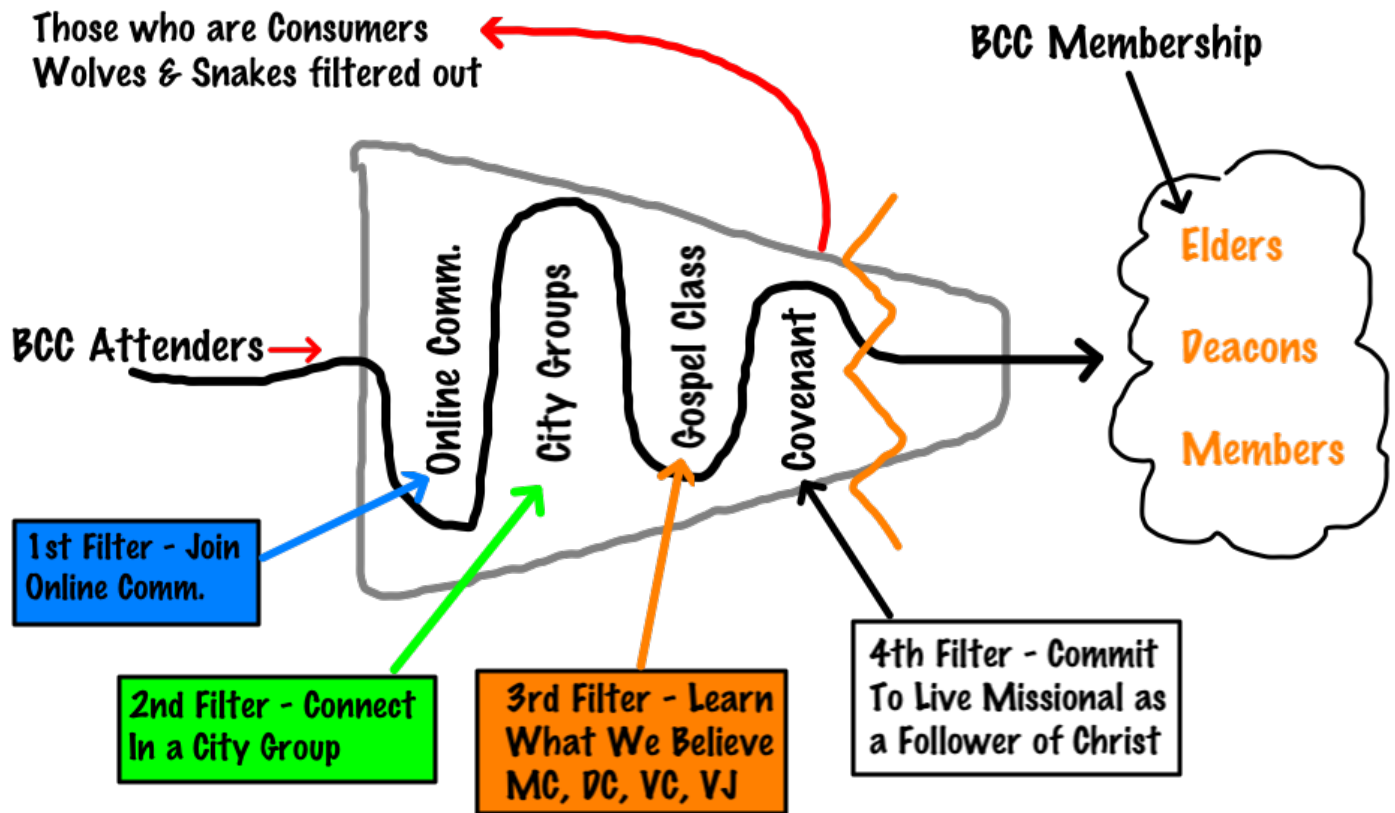 Those who are Consumers
Wolves & Snakes filtered out
BCC Membership
BCC Attenders
Online Comm.
City Groups
Gospel Class
Covenant
Elders
Deacons
Members
1st Filter - Join
Online Comm.
2nd Filter - Connect
In a City Group
3rd Filter - Learn
What We Believe
MC, DC, VC, VJ
4th Filter - Commit
To Live Missional as
a Follower of Christ